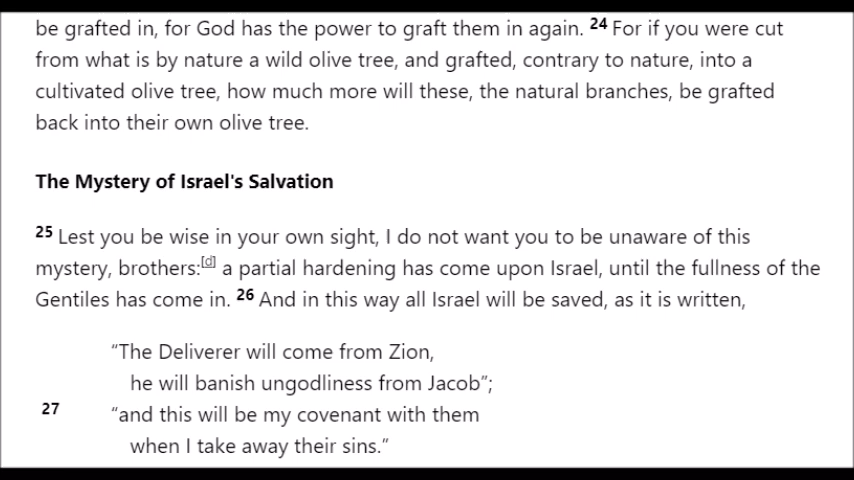 be grafted in, for God has the power to graft them in again. 24 For if you were cut
from what is by nature a wild olive tree, and grafted, contrary to nature, into a
cultivated olive tree, how much more will these, the natural branches, be grafted
back into their own olive tree.
The Mystery of Israel's Salvation
25 Lest you be wise in your own sight, I do not want you to be unaware of this
mystery, brothers:[d] a partial hardening has come upon Israel, until the fullness of the
Gentiles has come in. 26 And in this way all Israel will be saved, as it is written,
“The Deliverer will come from Zion,
he will banish ungodliness from Jacob”;
27 “and this will be my covenant with them
when I take away their sins.”